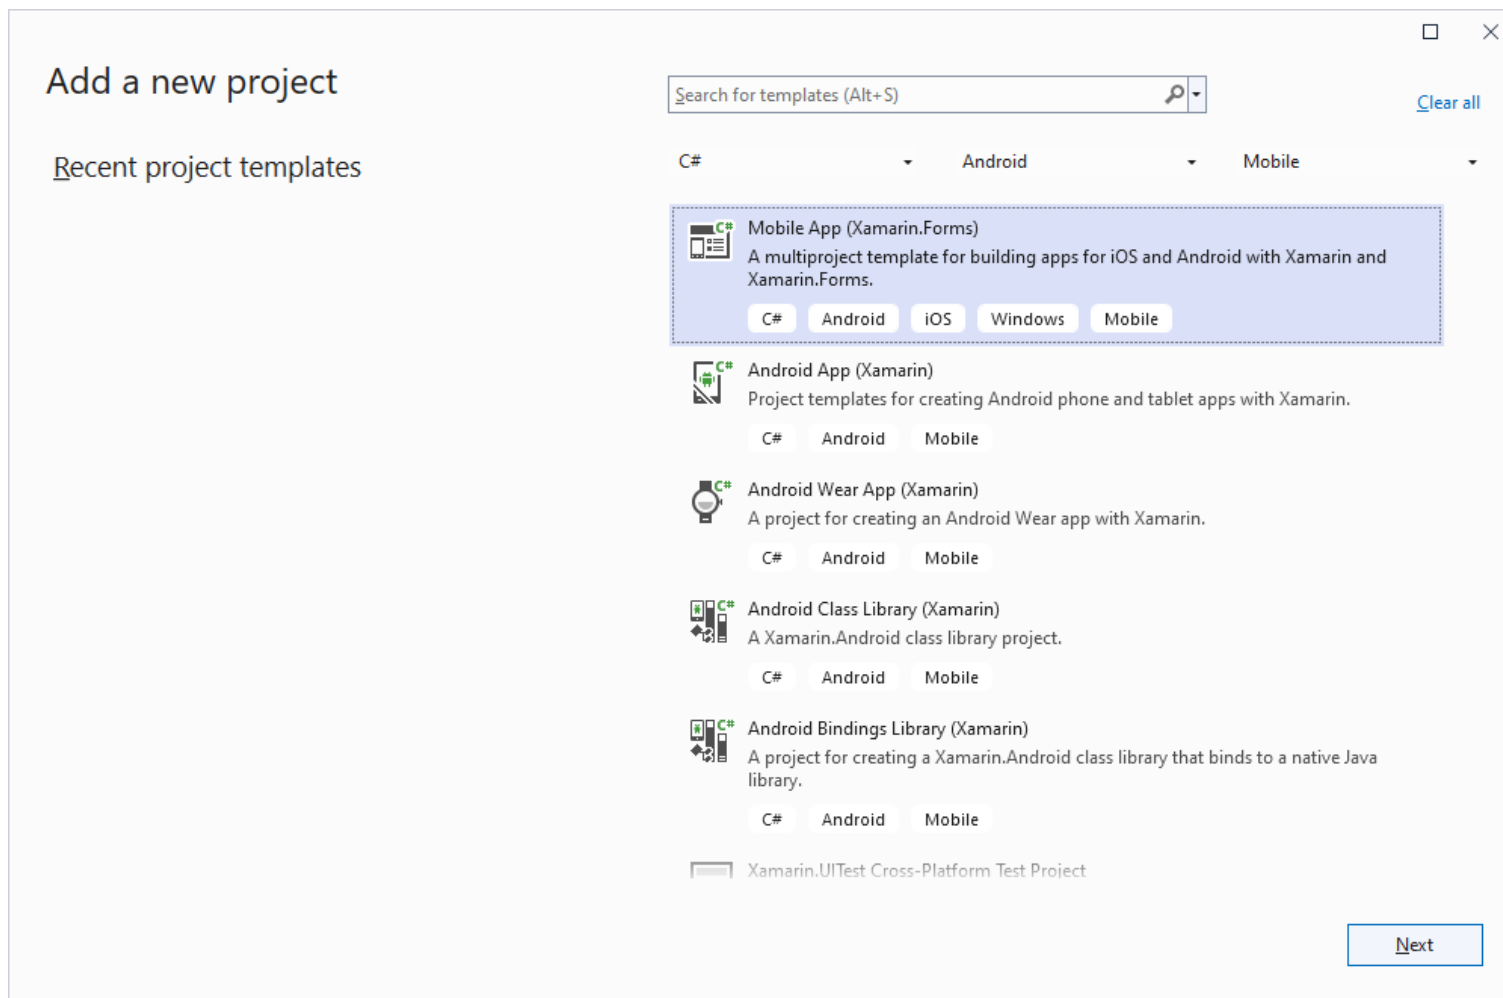 Add a new project
Search for templates (Alt+S)
Clear all
Recent project templates
C#
Android
Mobile
C#
Mobile App (Xamarin.Forms)
A multiproject template for building apps for iOS and Android with Xamarin and
Xamarin.Forms.
C# Android iOS Windows Mobile
C#
Android App (Xamarin)
Project templates for creating Android phone and tablet apps with Xamarin.
C# Android Mobile
C#
Android Wear App (Xamarin)
A project for creating an Android Wear app with Xamarin.
C# Android Mobile
C#
Android Class Library (Xamarin)
A Xamarin.Android class library project.
C# Android Mobile
C#
Android Bindings Library (Xamarin)
A project for creating a Xamarin.Android class library that binds to a native Java
library.
C# Android Mobile
Xamarin.UITest Cross-Platform Test Project
Next